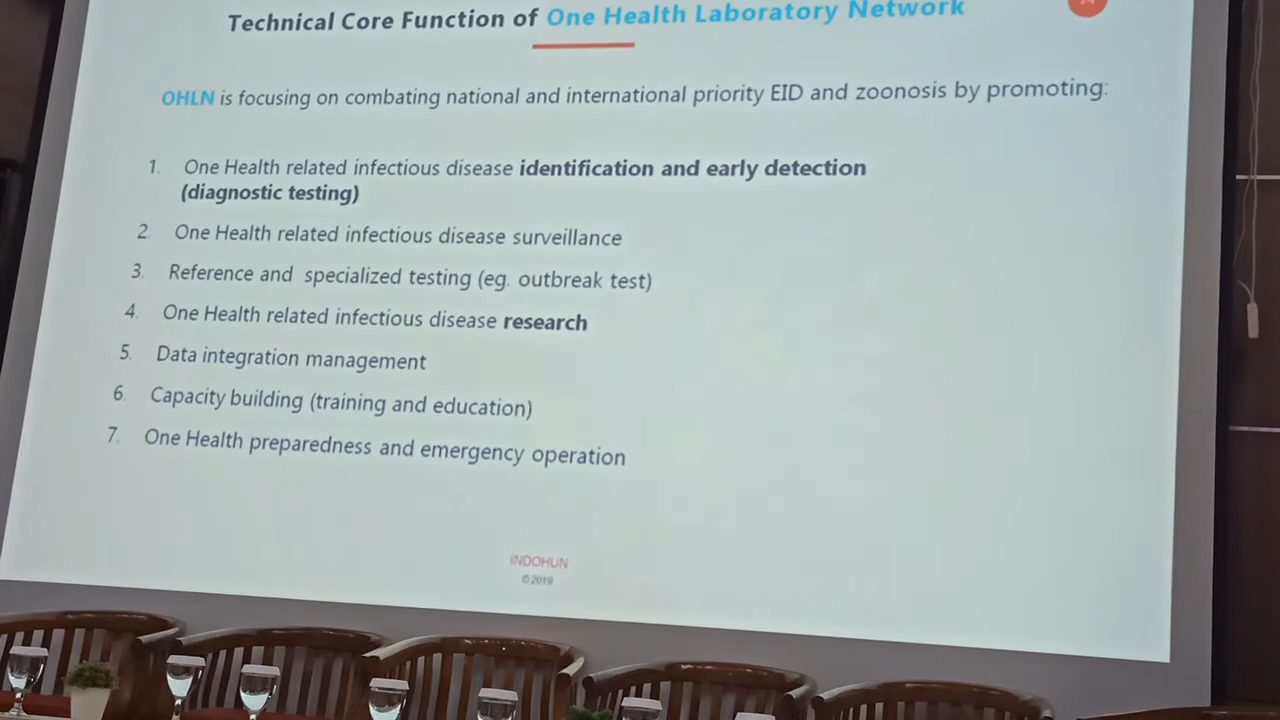 Technical Core Function of One Health Laboratory Network
OHLN is focusing on combating national and international priority EID and zoonosis by promoting:
1. One Health related infectious disease identification and early detection
(diagnostic testing)
2. One Health related infectious disease surveillance
3. Reference and specialized testing (eg. outbreak test)
4. One Health related infectious disease research
5. Data integration management
6. Capacity building (training and education)
7. One Health preparedness and emergency operation
INDOHUN
©2019